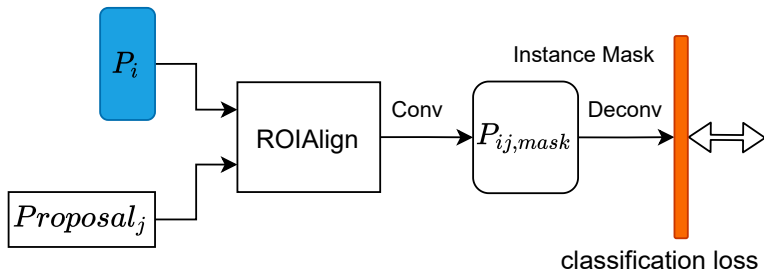 Instance Mask
P_i
Conv
Deconv
ROIAlign
P_{ij,mask}
Proposal_j
classification loss